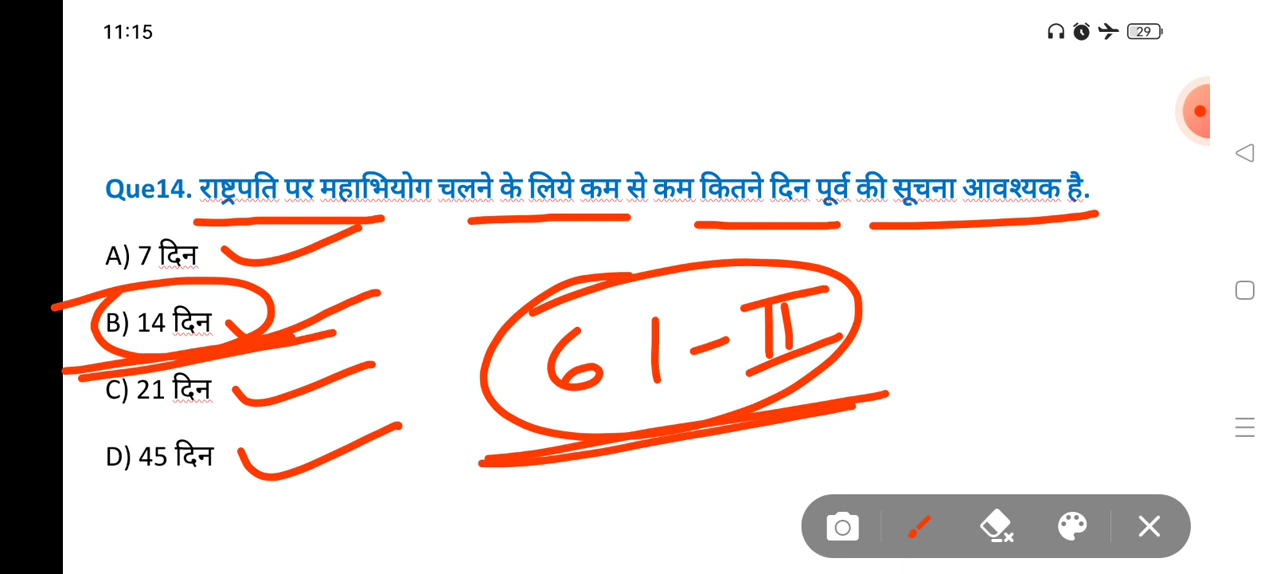 11:15
29
Que14. राष्ट्रपति पर महाभियोग चलने के लिये कम से कम कितने दिन पूर्व की सूचना आवश्यक है.
A) 7 दिन
B) 14 दिन
61-II
C) 21 दिन
D) 45 दिन